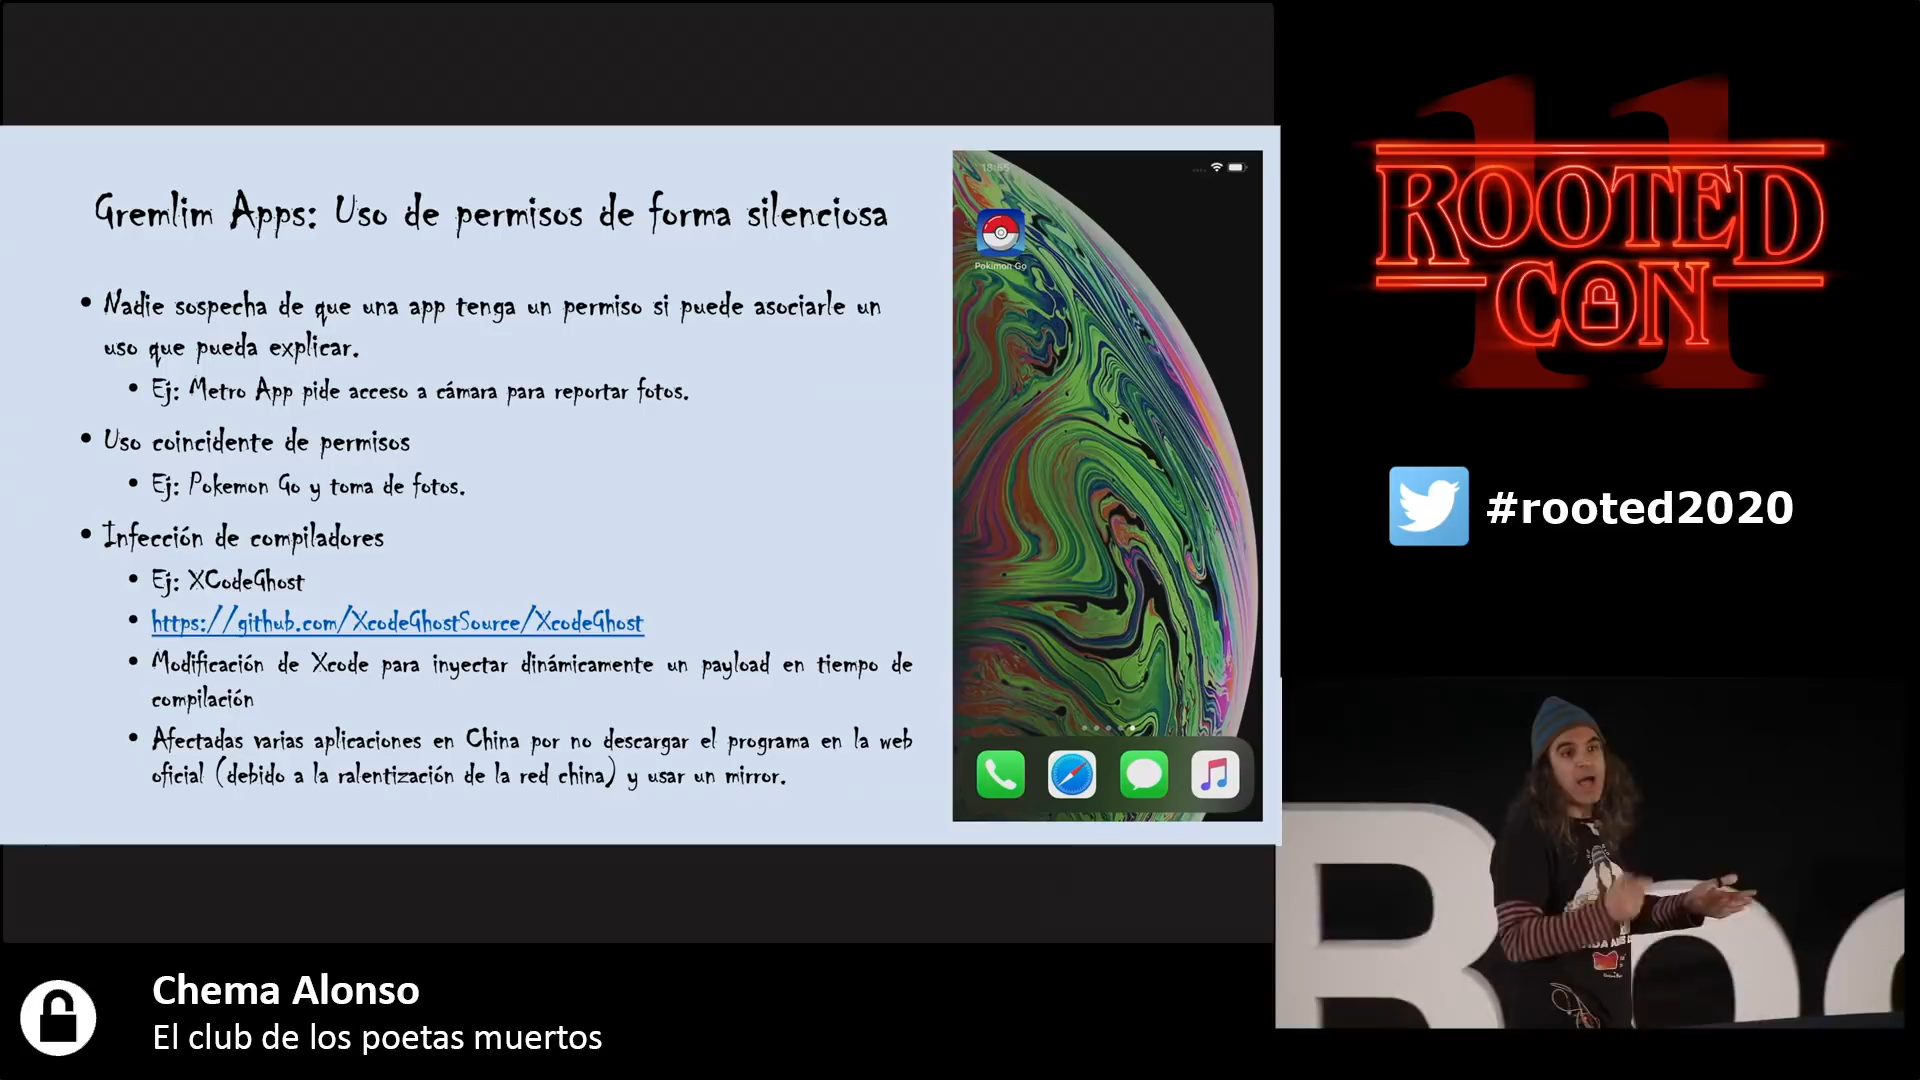 Gremlim Apps: Uso de permisos de forma silenciosa
• Nadie sospecha de que una app tenga un permiso si puede asociarle un
uso que pueda explicar.
• Ej: Metro App pide acceso a cámara para reportar fotos.
• Uso coincidente de permisos
• Ej: Pokemon Go y toma de fotos.
• Infección de compiladores
• Ej: XCodeGhost
• https://github.com/XcodeGhostSource/XcodeGhost
• Modificación de Xcode para inyectar dinámicamente un payload en tiempo de
compilación
• Afectadas varias aplicaciones en China por no descargar el programa en la web
oficial (debido a la ralentización de la red china) y usar un mirror.
Pokimon Go
11
ROOTED
CON
#rooted2020
Roo
Chema Alonso
El club de los poetas muertos